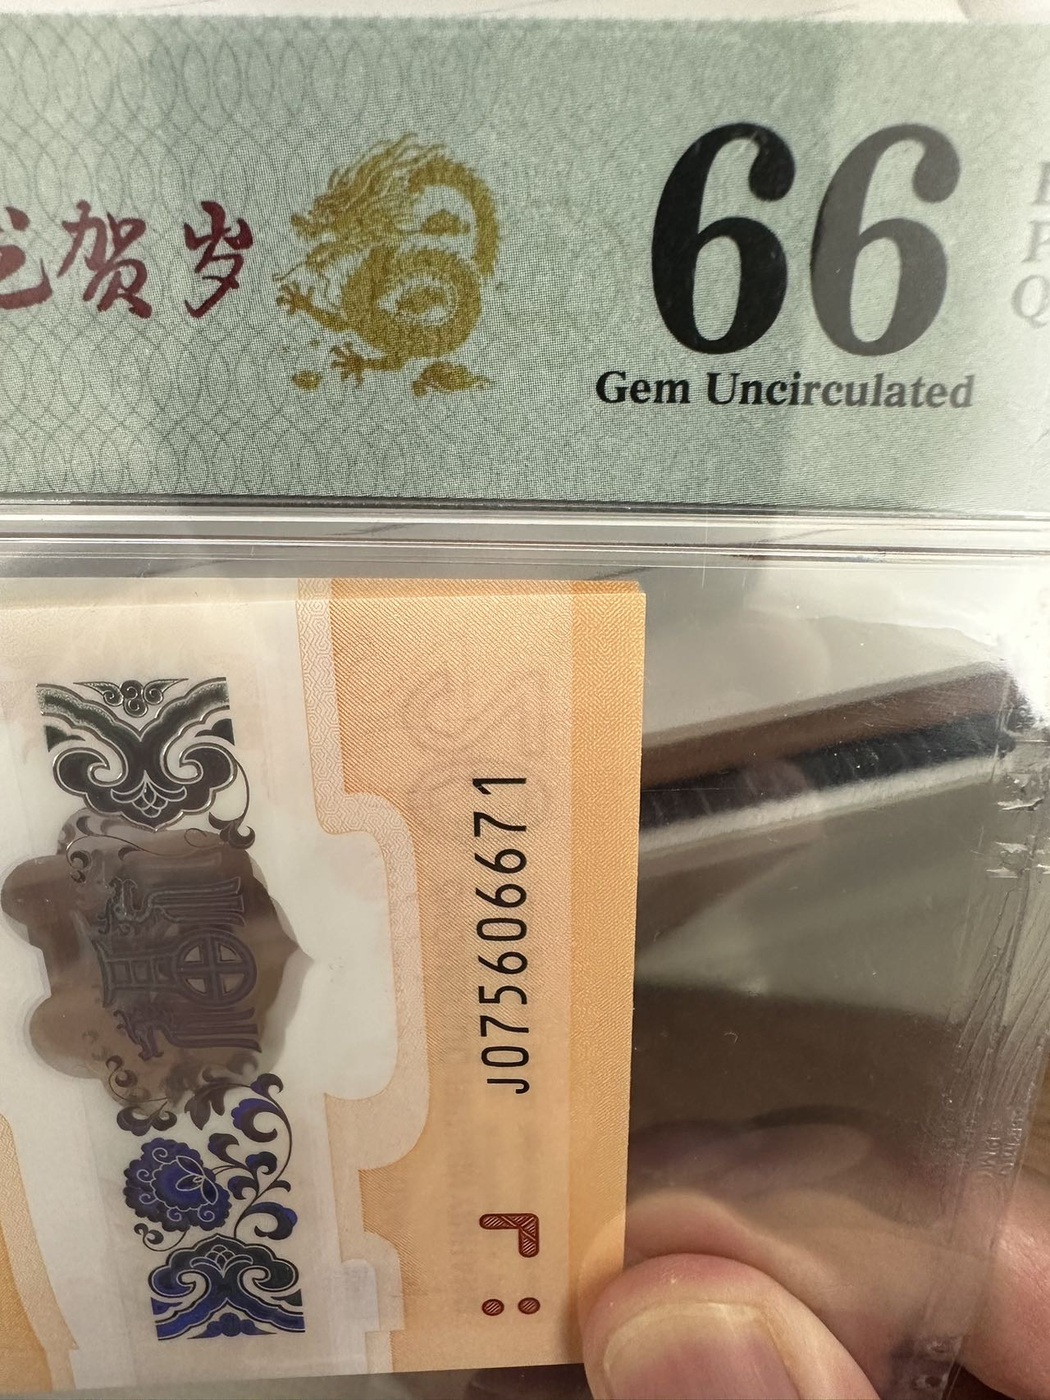 贺岁
66
Gem Uncirculated
J075606671